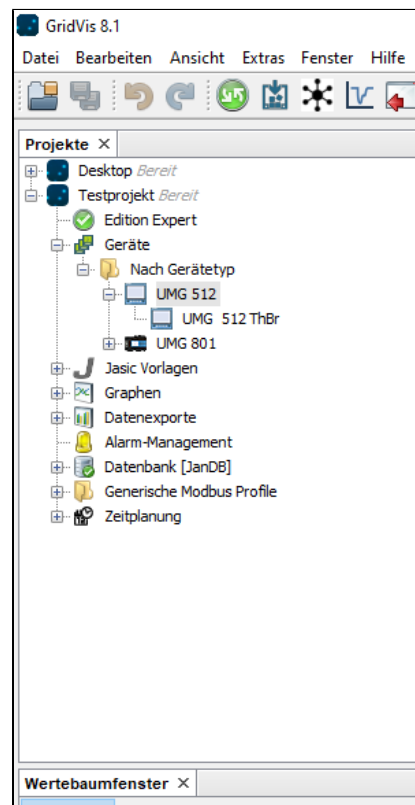 GridVis 8.1
Datei Bearbeiten Ansicht Extras Fenster Hilfe
Projekte ×
Desktop Bereit
Testprojekt Bereit
Edition Expert
Geräte
Nach Gerätetyp
UMG 512
UMG 512 ThBr
UMG 801
Jasic Vorlagen
Graphen
Datenexporte
Alarm-Management
Datenbank [JanDB]
Generische Modbus Profile
Zeitplanung
Wertebaumfenster ×